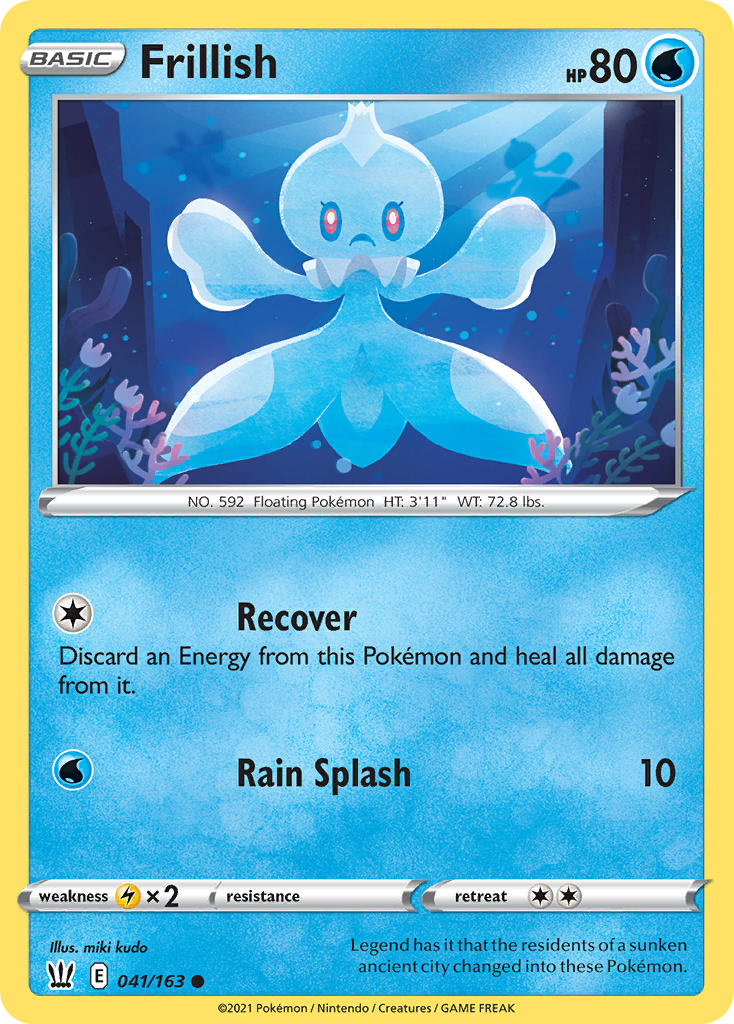 BASIC Frillish HP80
NO. 592 Floating Pokémon HT: 3'11" WT: 72.8 lbs.
Recover
Discard an Energy from this Pokémon and heal all damage
from it.
Rain Splash 10
weakness ×2 resistance retreat
Illus. miki kudo
Legend has it that the residents of a sunken
ancient city changed into these Pokémon.
E 041/163
©2021 Pokémon / Nintendo / Creatures / GAME FREAK